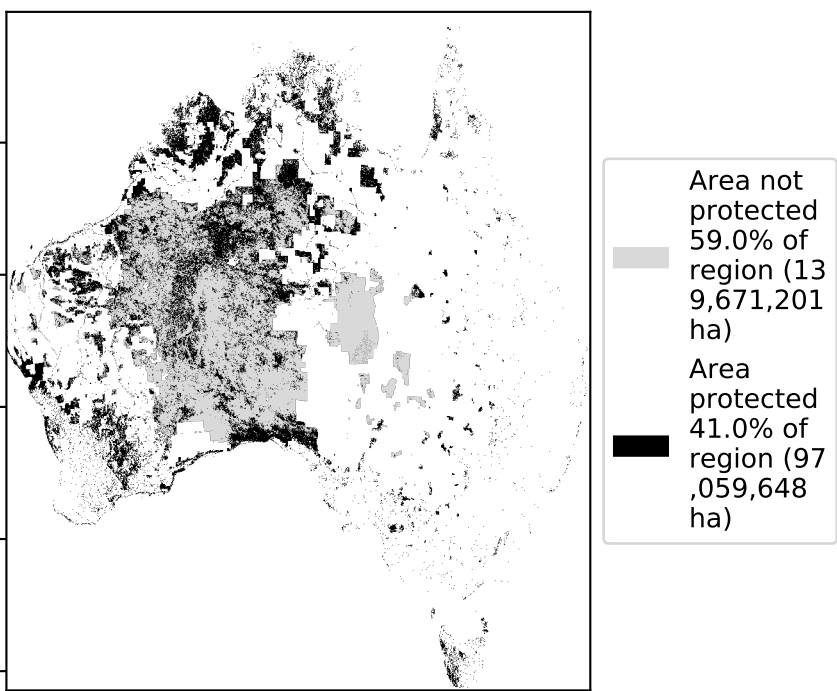 Area not
protected
59.0% of
region (13
9,671,201
ha)
Area
protected
41.0% of
region (97
,059,648
ha)